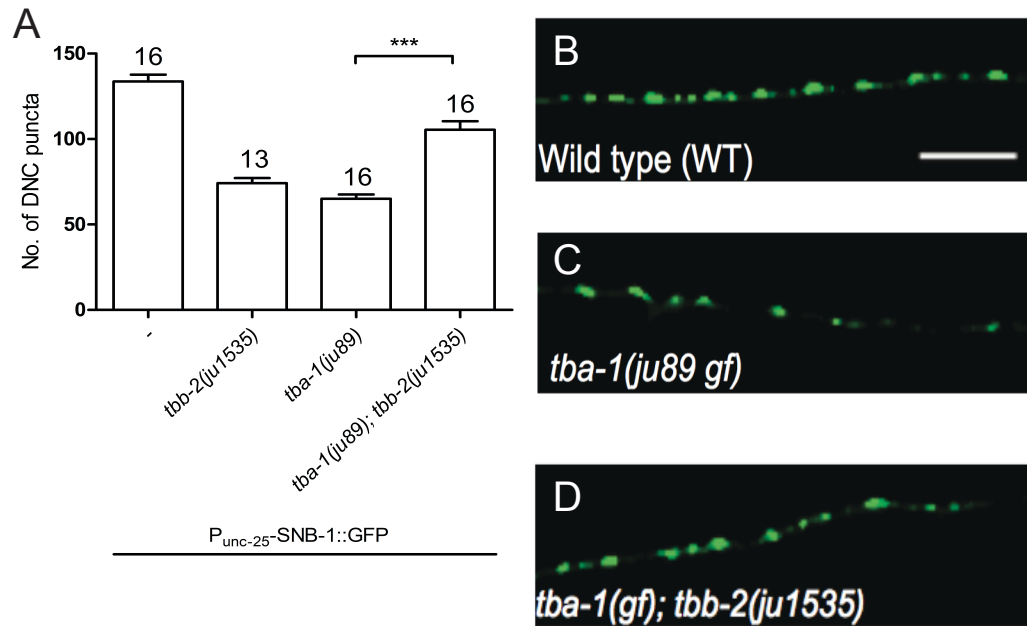 A
No. of DNC puncta
150
100
50
0
16
13
16
16
***
-
tbb-2(ju1535)
tba-1(ju89)
tba-1(ju89); tbb-2(ju1535)
Punc-25-SNB-1::GFP
B
Wild type (WT)
C
tba-1(ju89 gf)
D
tba-1(gf); tbb-2(ju1535)